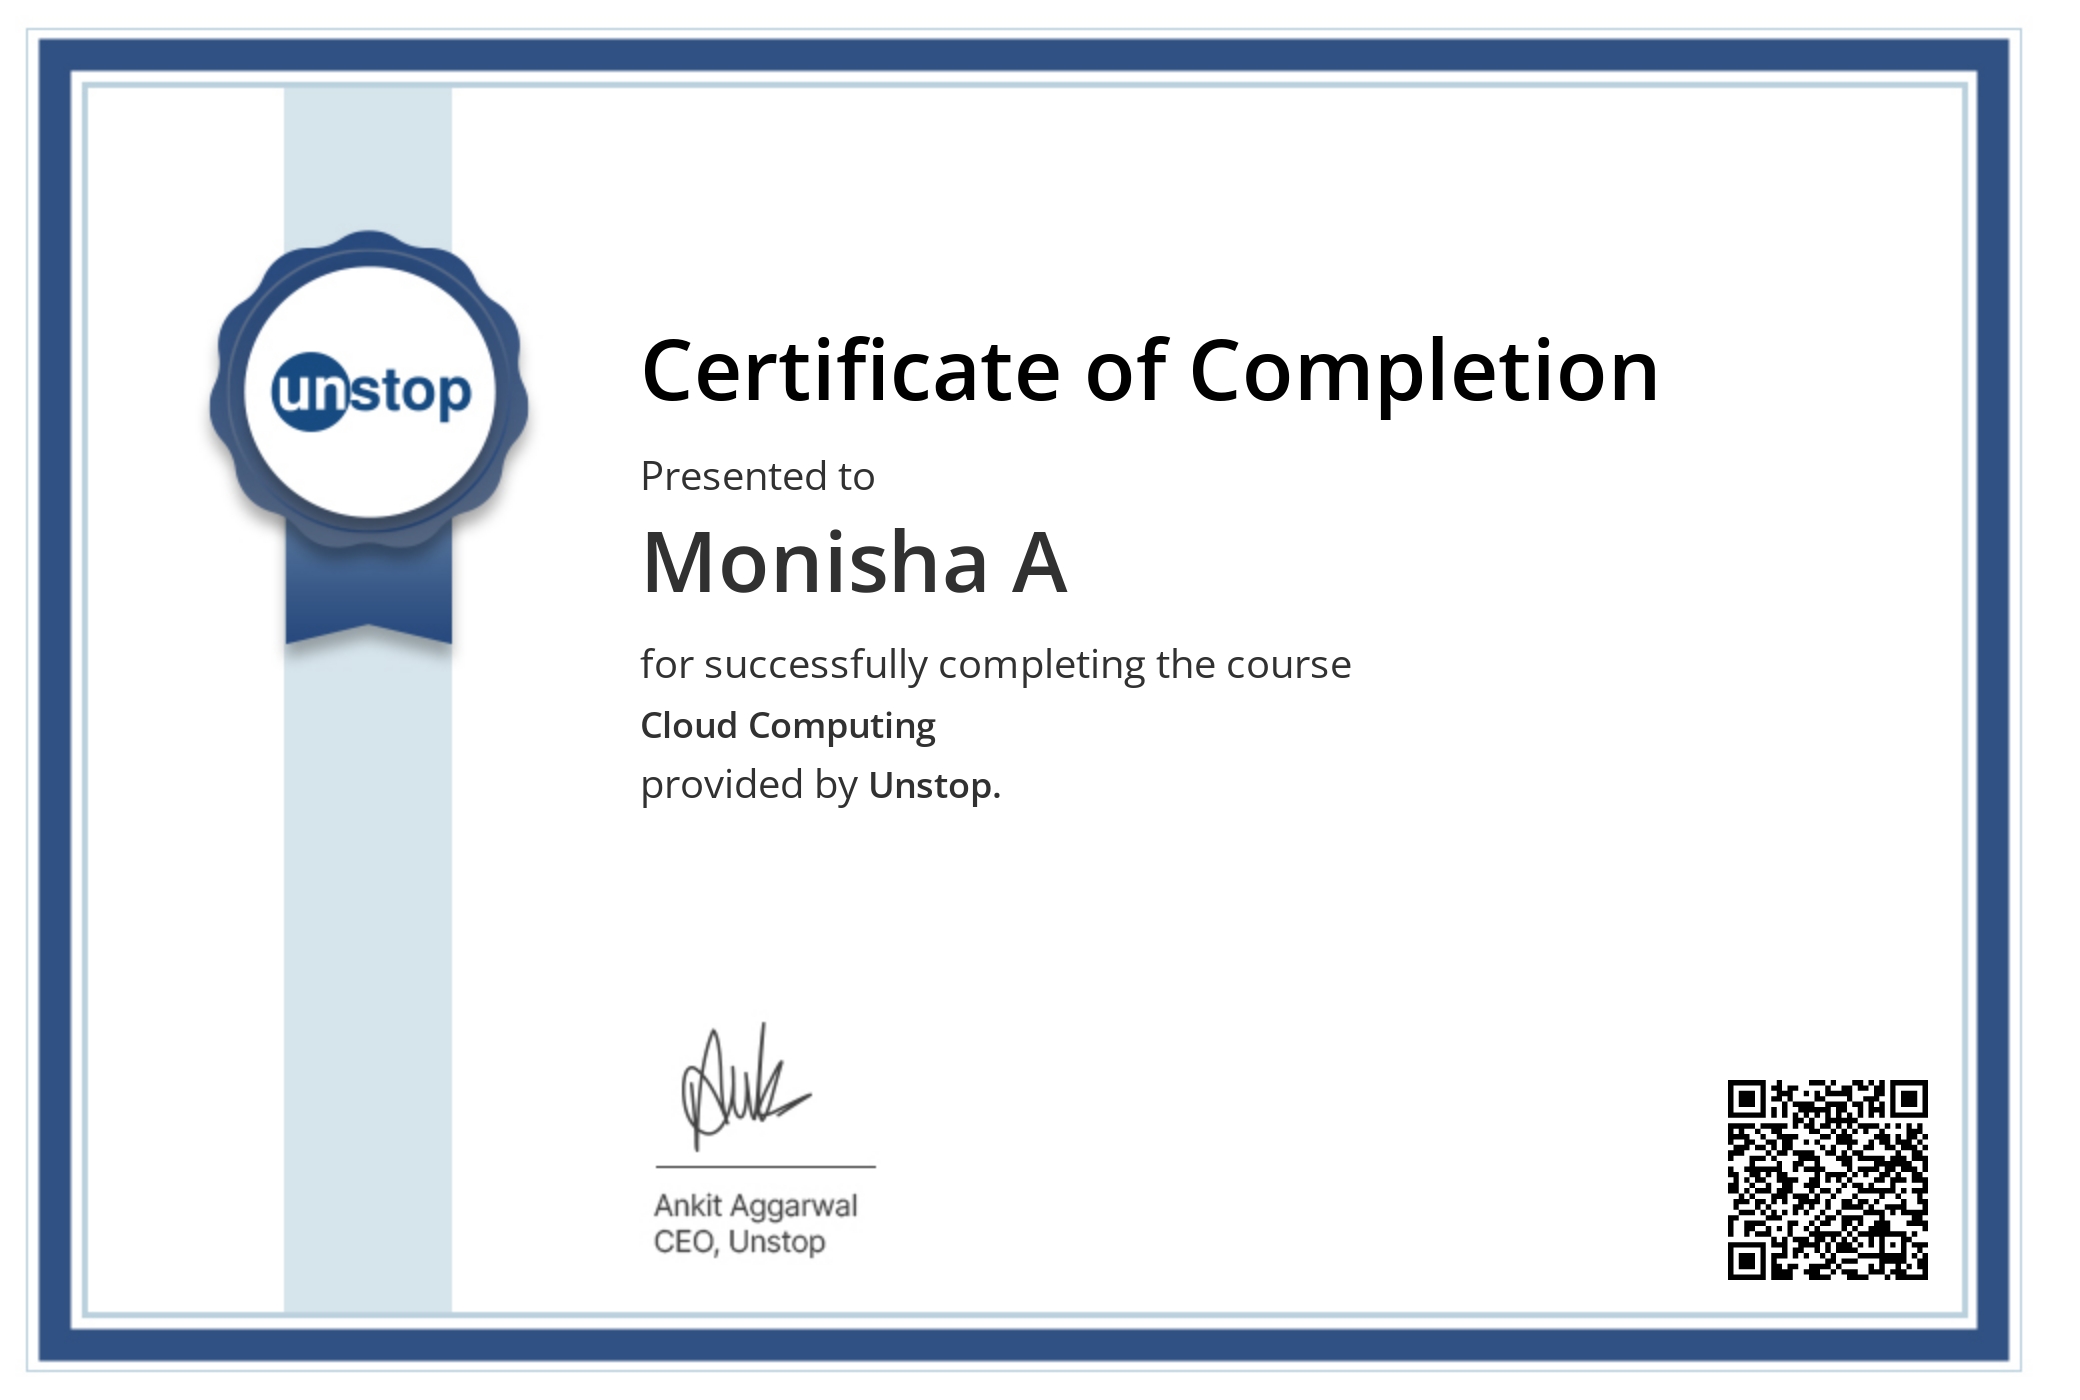 unstop
Certificate of Completion
Presented to
Monisha A
for successfully completing the course
Cloud Computing
provided by Unstop.
Ankit Aggarwal
CEO, Unstop